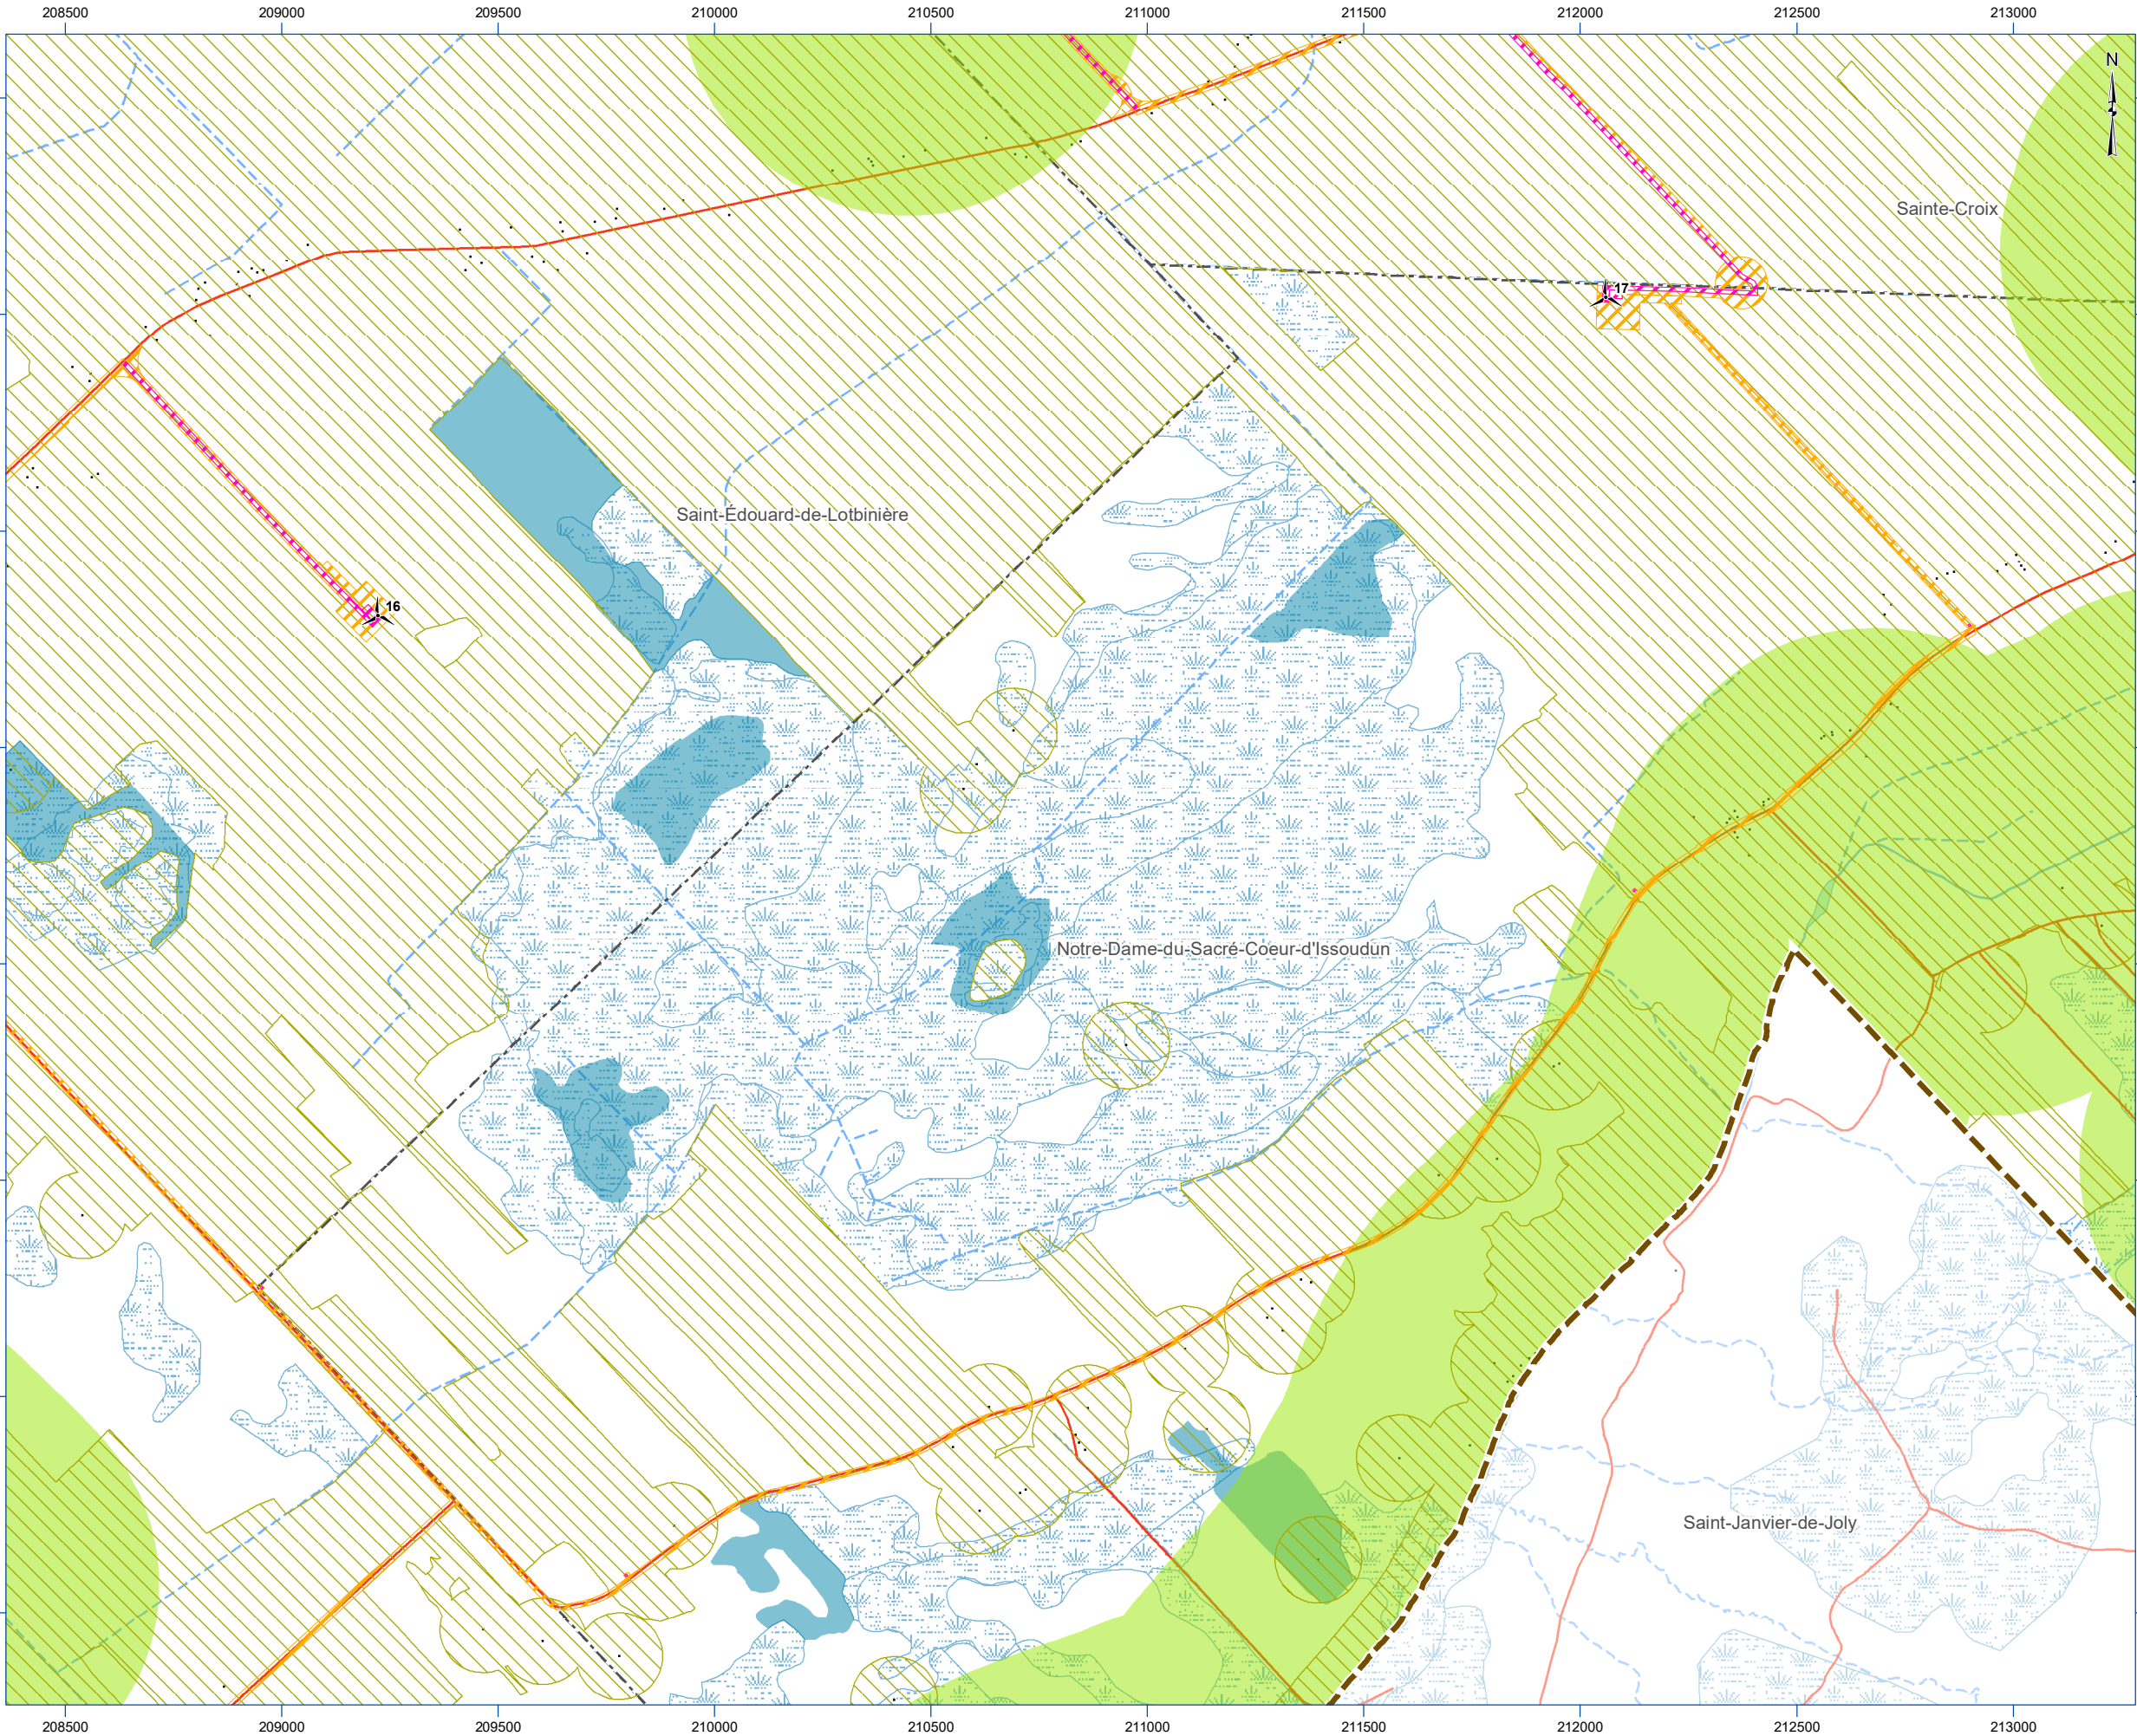 208500 209000 209500 210000 210500 211000 211500 212000 212500 213000
N
Sainte-Croix
17
Saint-Édouard-de-Lotbinière
16
Notre-Dame-du-Sacré-Coeur-d'Issoudun
Saint-Janvier-de-Joly
208500 209000 209500 210000 210500 211000 211500 212000 212500 213000